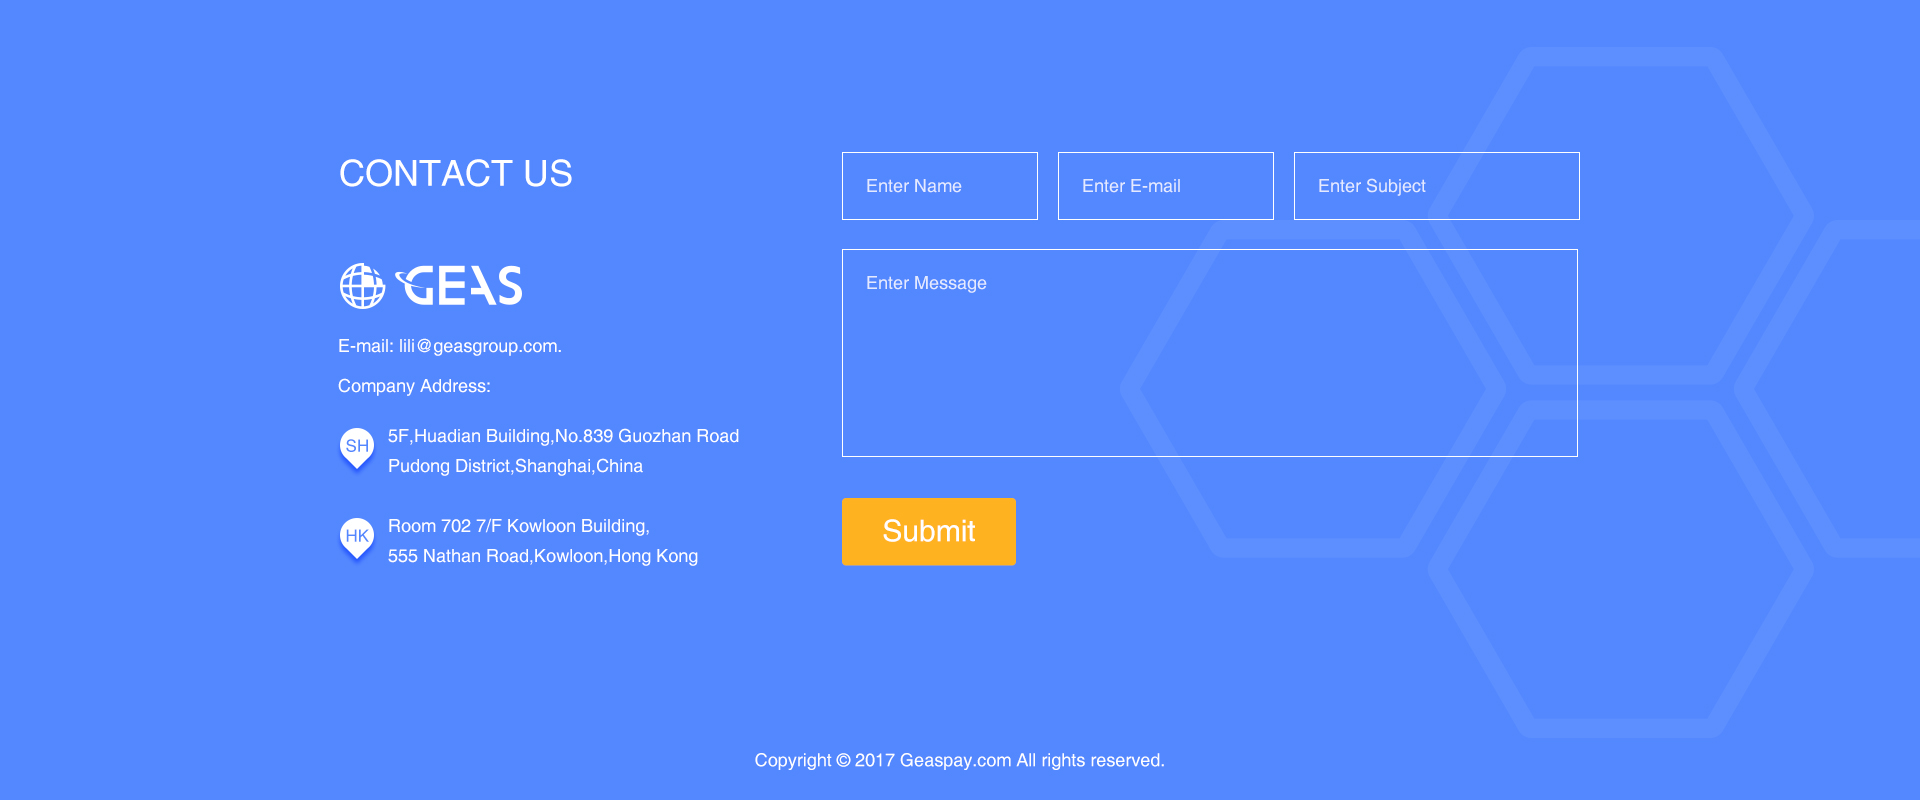 CONTACT US
GEAS
E-mail: lili@geasgroup.com.
Company Address:
SH
5F,Huadian Building,No.839 Guozhan Road
Pudong District,Shanghai,China
HK
Room 702 7/F Kowloon Building,
555 Nathan Road,Kowloon,Hong Kong
Enter Name
Enter E-mail
Enter Subject
Enter Message
Submit
Copyright © 2017 Geaspay.com All rights reserved.